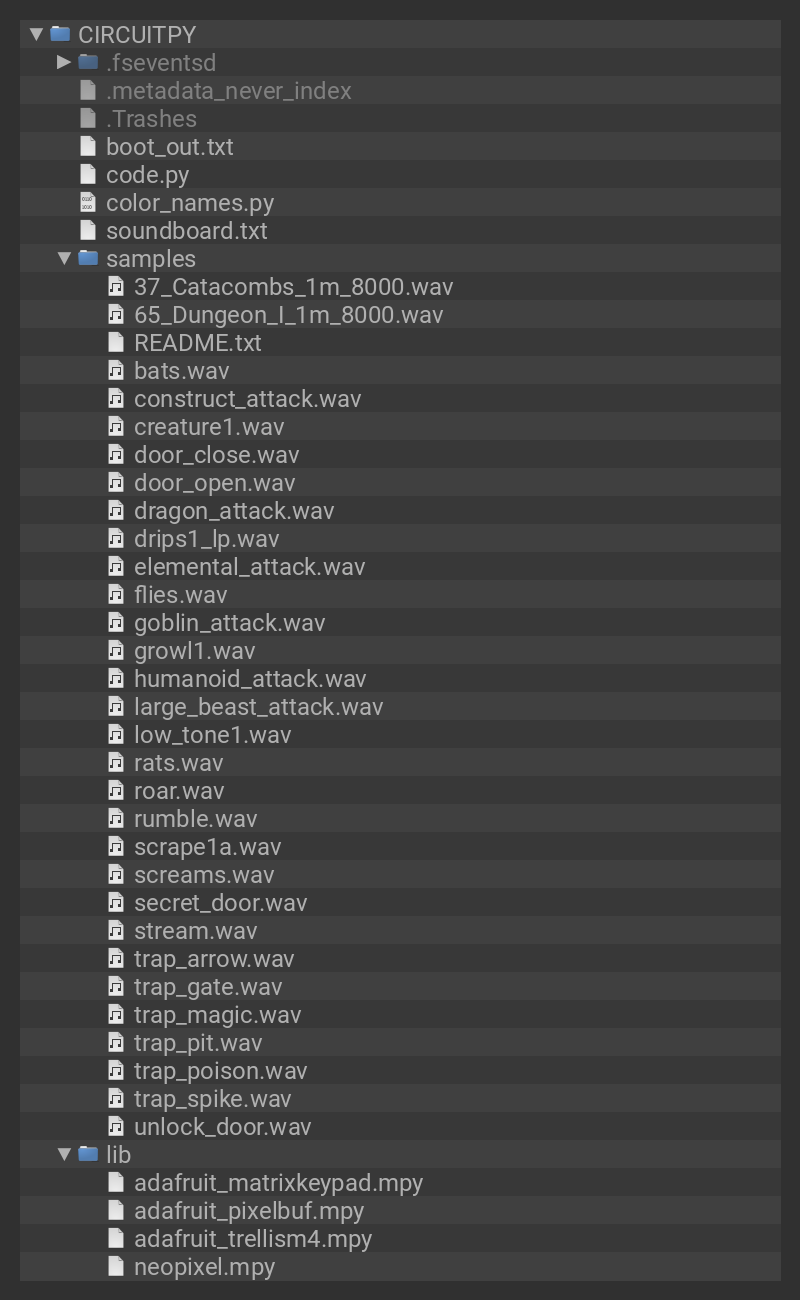 CIRCUITPY
.fseventsd
.metadata_never_index
.Trashes
boot_out.txt
code.py
color_names.py
soundboard.txt
samples
37_Catacombs_1m_8000.wav
65_Dungeon_I_1m_8000.wav
README.txt
bats.wav
construct_attack.wav
creature1.wav
door_close.wav
door_open.wav
dragon_attack.wav
drips1_lp.wav
elemental_attack.wav
flies.wav
goblin_attack.wav
growl1.wav
humanoid_attack.wav
large_beast_attack.wav
low_tone1.wav
rats.wav
roar.wav
rumble.wav
scrape1a.wav
screams.wav
secret_door.wav
stream.wav
trap_arrow.wav
trap_gate.wav
trap_magic.wav
trap_pit.wav
trap_poison.wav
trap_spike.wav
unlock_door.wav
lib
adafruit_matrixkeypad.mpy
adafruit_pixelbuf.mpy
adafruit_trellism4.mpy
neopixel.mpy